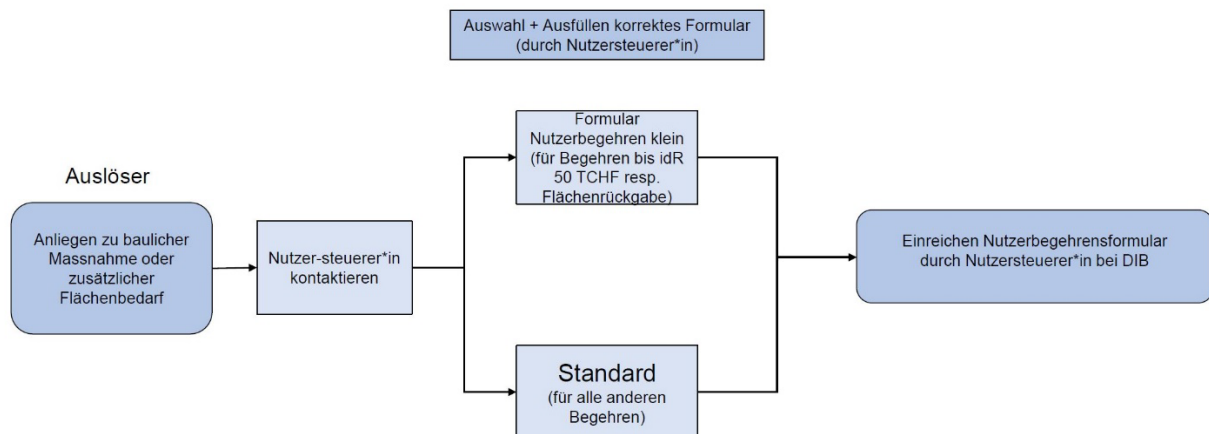 Auswahl + Ausfüllen korrektes Formular
(durch Nutzersteuerer*in)
Auslöser
Anliegen zu baulicher
Massnahme oder
zusätzlicher
Flächenbedarf
Nutzer-steuerer*in
kontaktieren
Formular
Nutzerbegehren klein
(für Begehren bis idR
50 TCHF resp.
Flächenrückgabe)
Standard
(für alle anderen
Begehren)
Einreichen Nutzerbegehrensformular
durch Nutzersteuerer*in bei DIB